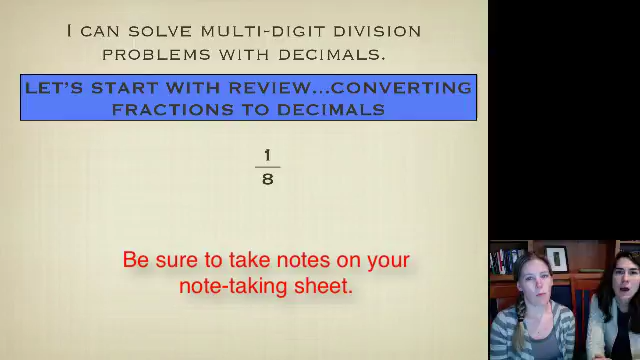 I CAN SOLVE MULTI-DIGIT DIVISION
PROBLEMS WITH DECIMALS.
LET'S START WITH REVIEW...CONVERTING
FRACTIONS TO DECIMALS
1
8
Be sure to take notes on your
note-taking sheet.